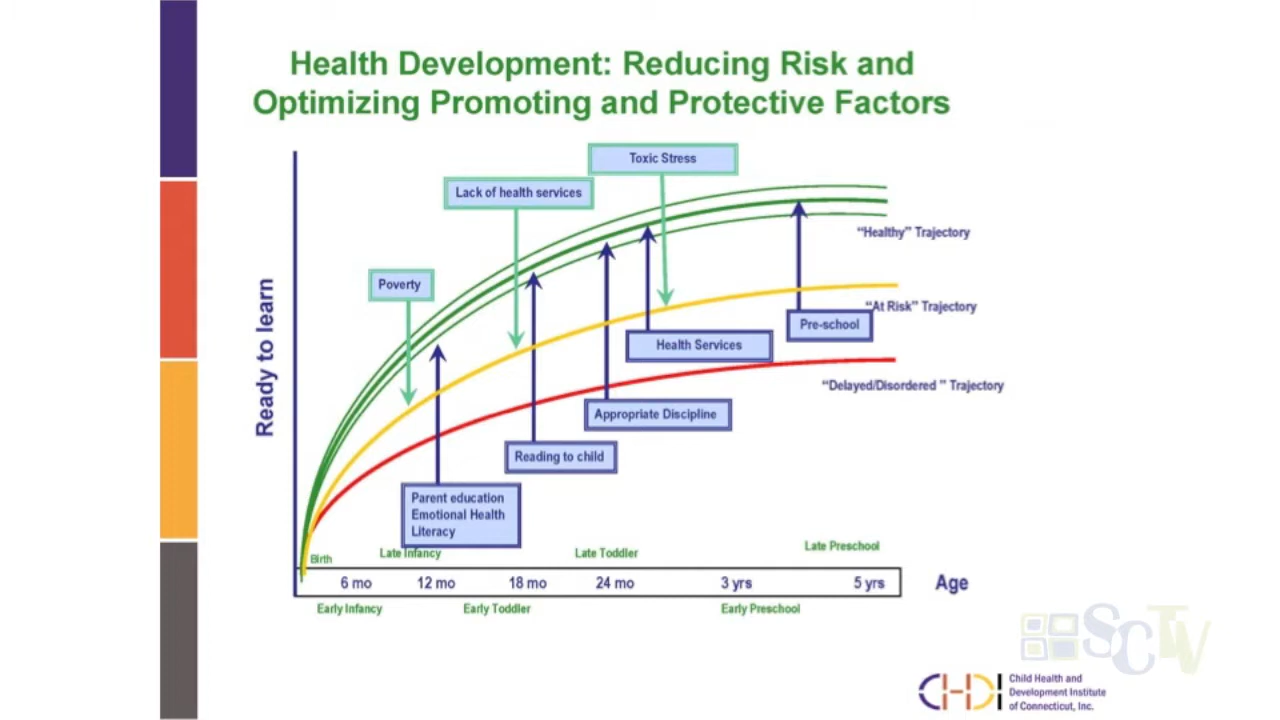 Health Development: Reducing Risk and
Optimizing Promoting and Protective Factors
Toxic Stress
Lack of health services
"Healthy" Trajectory
Poverty
"At Risk" Trajectory
Pre-school
Health Services
"Delayed/Disordered " Trajectory
Appropriate Discipline
Reading to child
Parent education
Emotional Health
Literacy
Ready to learn
Birth
Late Infancy
Late Toddler
Late Preschool
6 mo
12 mo
18 mo
24 mo
3 yrs
5 yrs
Age
Early Infancy
Early Toddler
Early Preschool
SCTV
CHDI
Child Health and
Development Institute
of Connecticut, Inc.